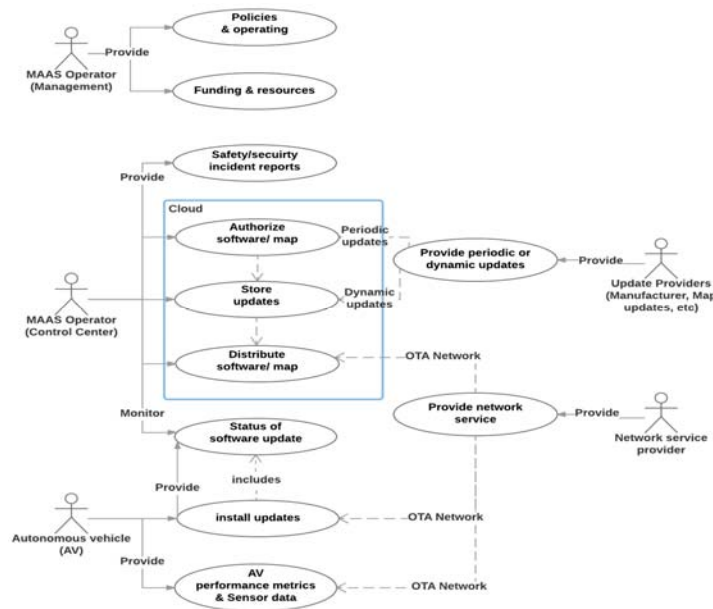 Policies
& operating
Provide
MAAS Operator
(Management)
Funding & resources
Safety/secuirty
incident reports
Provide
Cloud
Authorize
software/ map
Periodic
updates
Provide periodic or
dynamic updates
Provide
Update Providers
(Manufacturer, Map
updates, etc)
Store
updates
Dynamic
updates
MAAS Operator
(Control Center)
Distribute
software/ map
OTA Network
Monitor
Provide network
service
Provide
Network service
provider
Status of
software update
Provide
includes
install updates
OTA Network
Autonomous vehicle
(AV)
Provide
AV
performance metrics
& Sensor data
OTA Network